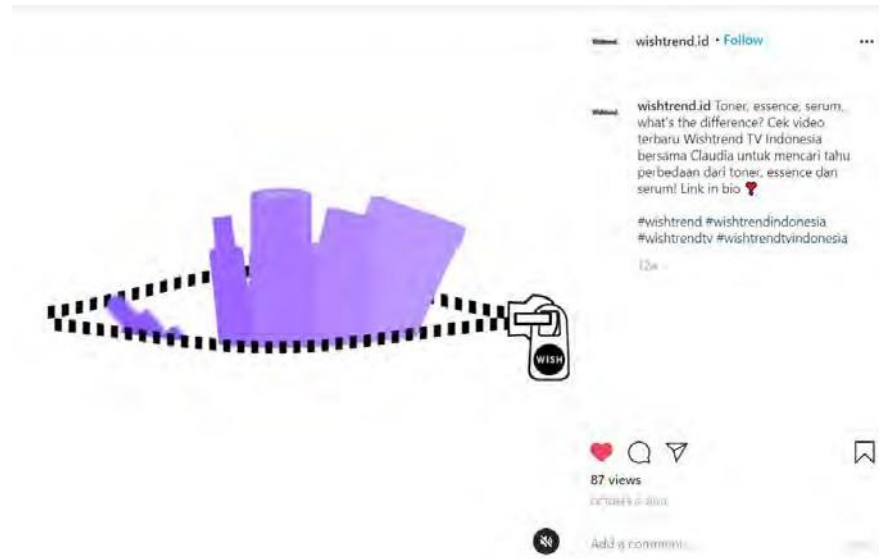 wishtrend.id • Follow
wishtrend.id Toner, essence, serum,
what's the difference? Cek video
terbaru Wishtrend TV Indonesia
bersama Claudia untuk mencari tahu
perbedaan dari toner, essence dan
serum! Link in bio
#wishtrend #wishtrendindonesia
#wishtrendtv #wishtrendtvindonesia
12w
WISH
87 views
Add a comment...